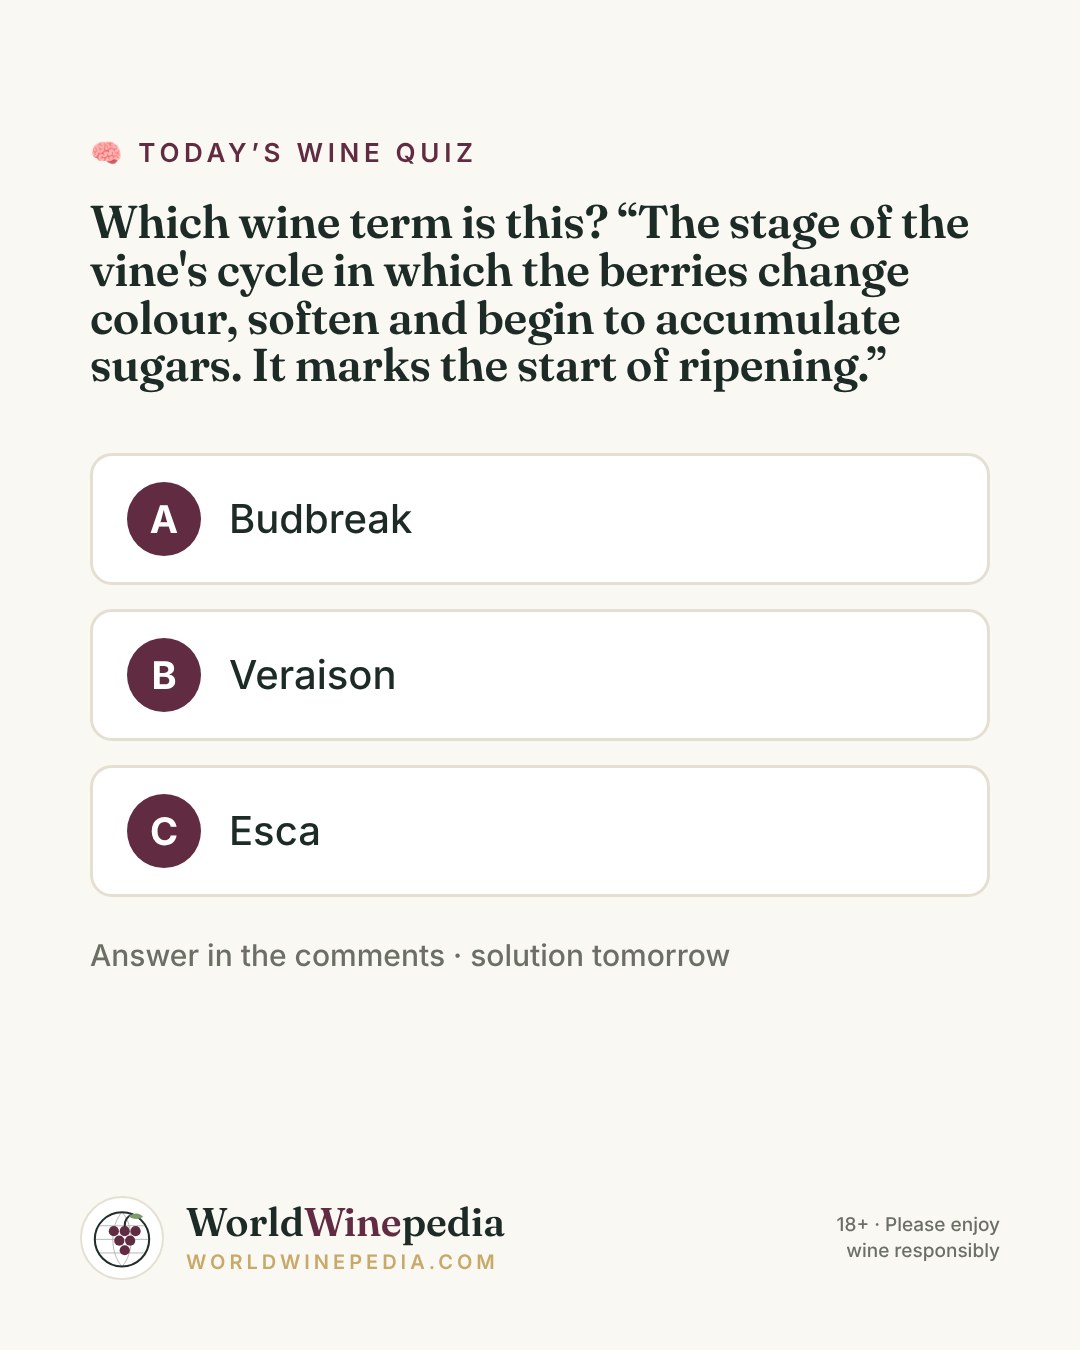 🧠 TODAY’S WINE QUIZ
Which wine term is this? “The stage of the
vine's cycle in which the berries change
colour, soften and begin to accumulate
sugars. It marks the start of ripening.”
A Budbreak
B Veraison
C Esca
Answer in the comments · solution tomorrow
WorldWinepedia
WORLDWINEPEDIA.COM
18+ · Please enjoy
wine responsibly